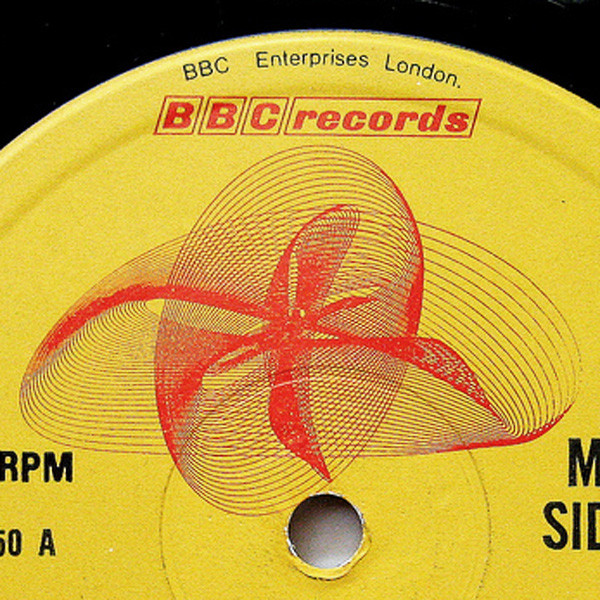 BBC Enterprises London.
BBC records
RPM
M
50 A
SID